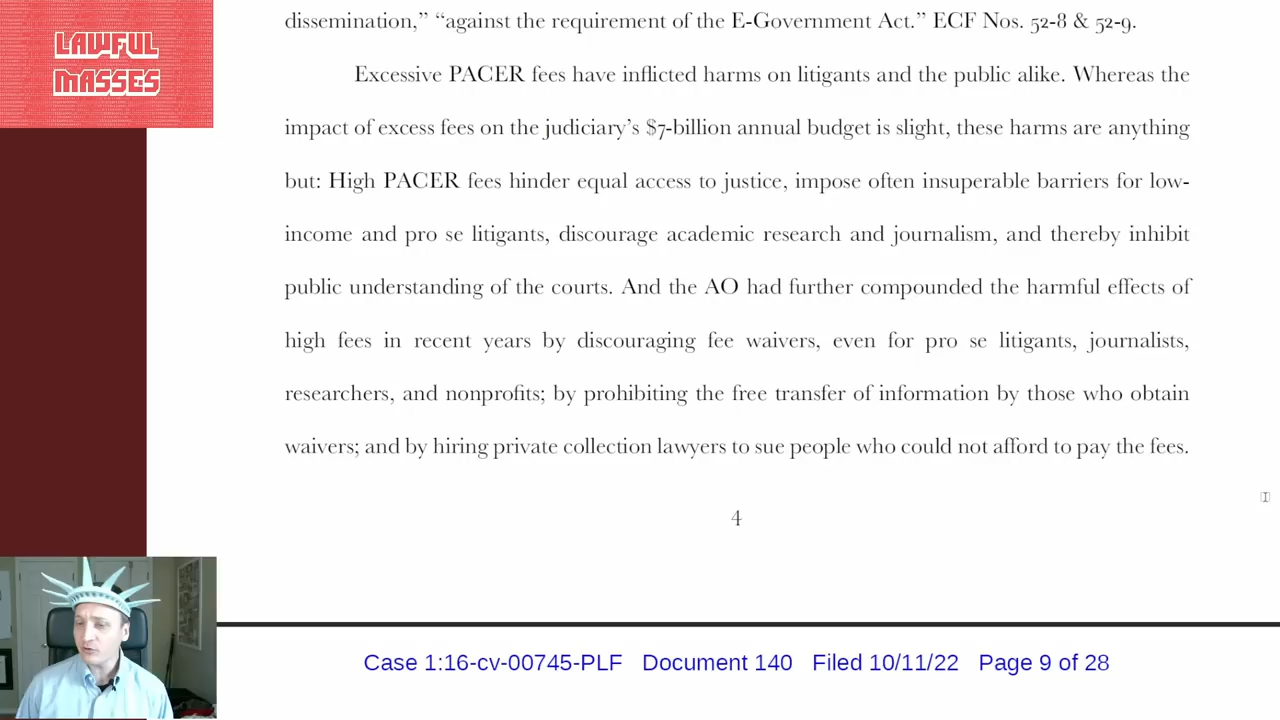 LAWFUL
MASSES
dissemination,” “against the requirement of the E-Government Act.” ECF Nos. 52-8 & 52-9.
Excessive PACER fees have inflicted harms on litigants and the public alike. Whereas the
impact of excess fees on the judiciary’s $7-billion annual budget is slight, these harms are anything
but: High PACER fees hinder equal access to justice, impose often insuperable barriers for low-
income and pro se litigants, discourage academic research and journalism, and thereby inhibit
public understanding of the courts. And the AO had further compounded the harmful effects of
high fees in recent years by discouraging fee waivers, even for pro se litigants, journalists,
researchers, and nonprofits; by prohibiting the free transfer of information by those who obtain
waivers; and by hiring private collection lawyers to sue people who could not afford to pay the fees.
4
Case 1:16-cv-00745-PLF Document 140 Filed 10/11/22 Page 9 of 28